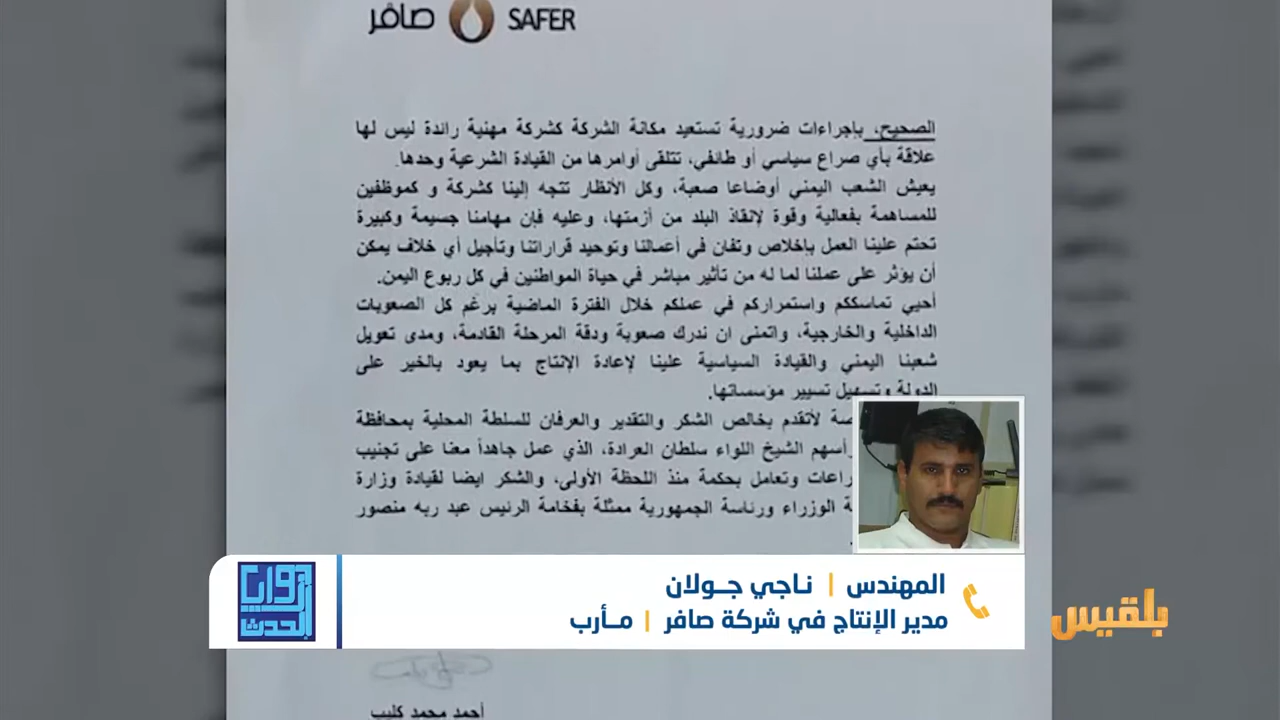 صافر SAFER
الصحيح، بإجراءات ضرورية تستعيد مكانة الشركة كشركة مهنية رائدة ليس لها
علاقة بأي صراع سياسي أو طائفي، تتلقى أوامرها من القيادة الشرعية وحدها.
يعيش الشعب اليمني أوضاعا صعبة، وكل الأنظار تتجه إلينا كشركة و كموظفين
للمساهمة بفعالية وقوة لإنقاذ البلد من أزمتها، وعليه فإن مهامنا جسيمة وكبيرة
تحتم علينا العمل بإخلاص وتفان في أعمالنا وتوحيد قراراتنا وتأجيل أي خلاف يمكن
أن يؤثر على عملنا لما له من تأثير مباشر في حياة المواطنين في كل ربوع اليمن.
أحيي تماسككم واستمراركم في عملكم خلال الفترة الماضية برغم كل الصعوبات
الداخلية والخارجية، واتمنى ان ندرك صعوبة ودقة المرحلة القادمة، ومدى تعويل
شعبنا اليمني والقيادة السياسية علينا لإعادة الإنتاج بما يعود بالخير على
الدولة وتسهيل تسيير مؤسساتها.
لأتقدم بخالص الشكر والتقدير والعرفان للسلطة المحلية بمحافظة
الشيخ اللواء سلطان العرادة، الذي عمل جاهداً معنا على تجنيب
وتعامل بحكمة منذ اللحظة الأولى، والشكر ايضا لقيادة وزارة
الوزراء ورئاسة الجمهورية ممثلة بفخامة الرئيس عبد ربه منصور
المهندس | ناجي جولان
مدير الإنتاج في شركة صافر | مأرب
زوايا الحدث
بلقيس
أحمد محمد كليب